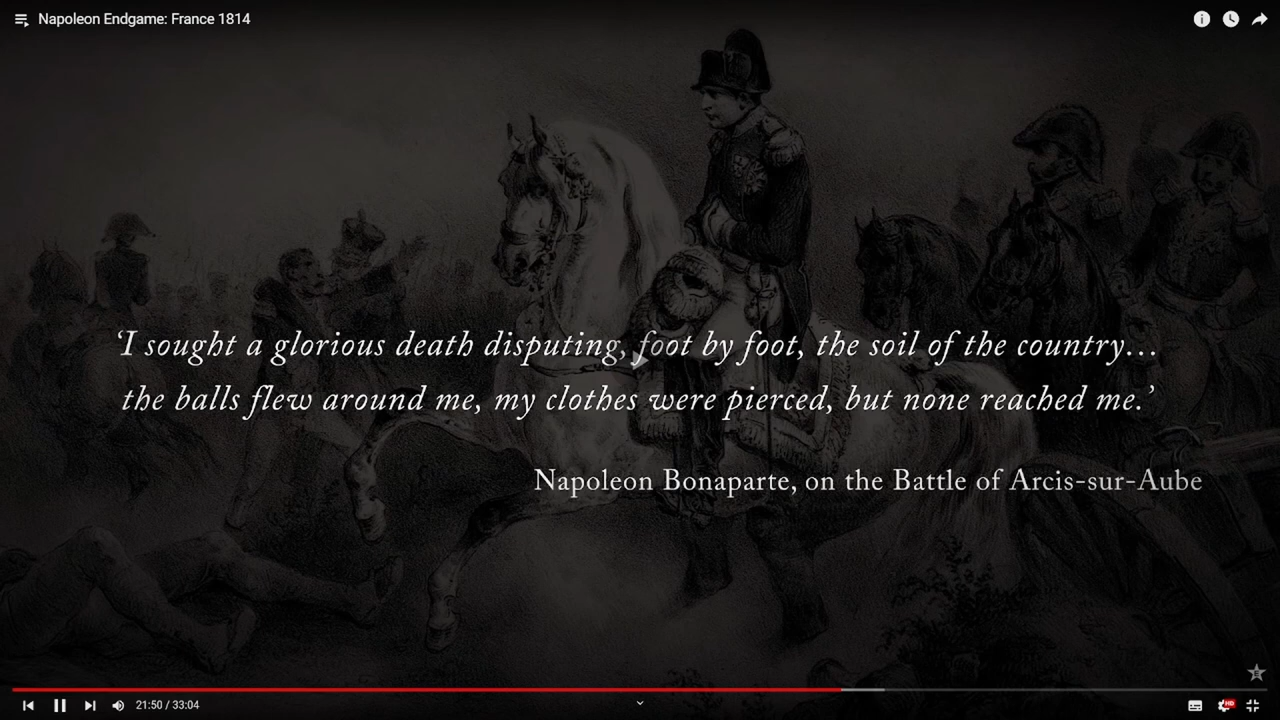 Napoleon Endgame: France 1814
‘I sought a glorious death disputing, foot by foot, the soil of the country…
the balls flew around me, my clothes were pierced, but none reached me.’
Napoleon Bonaparte, on the Battle of Arcis-sur-Aube
21:50 / 33:04
HD